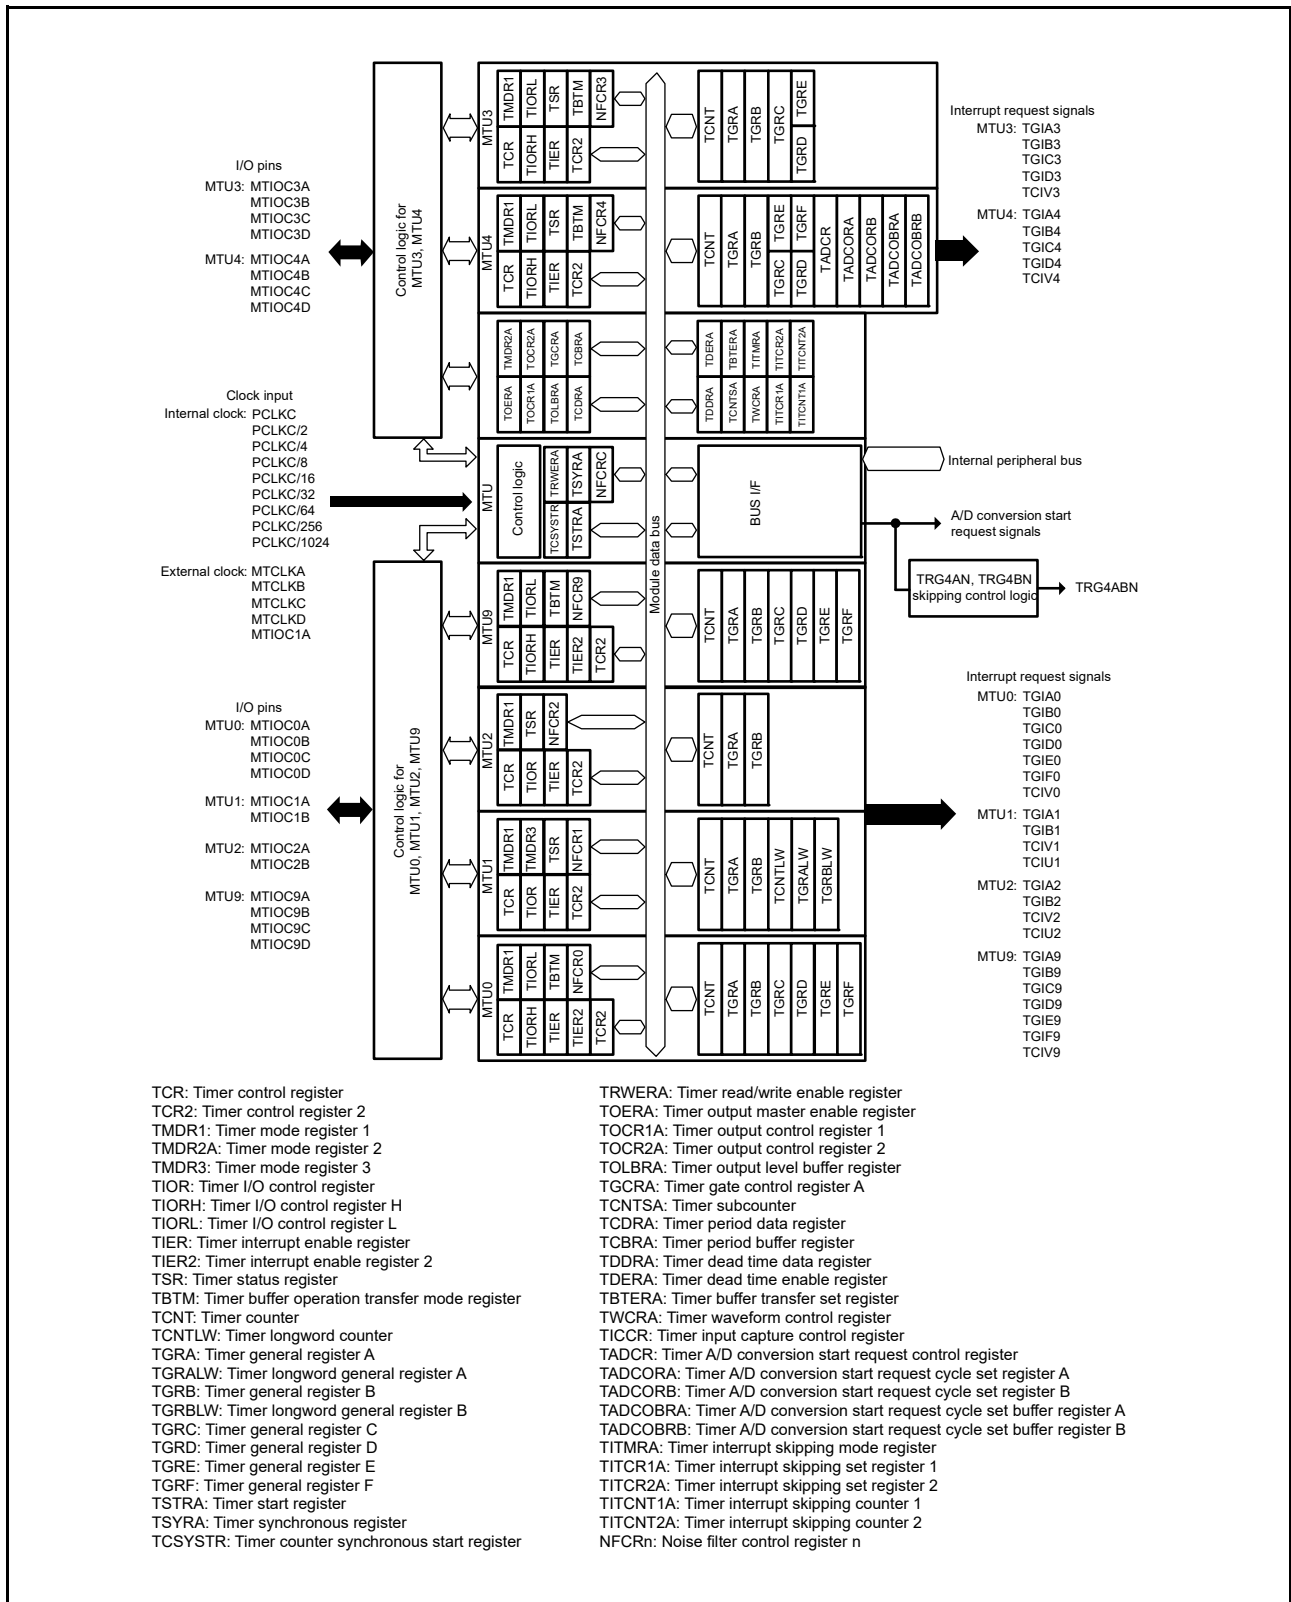 I/O pins
MTU3: MTIOC3A
MTIOC3B
MTIOC3C
MTIOC3D
MTU4: MTIOC4A
MTIOC4B
MTIOC4C
MTIOC4D
Clock input
Internal clock: PCLKC
PCLKC/2
PCLKC/4
PCLKC/8
PCLKC/16
PCLKC/32
PCLKC/64
PCLKC/256
PCLKC/1024
External clock: MTCLKA
MTCLKB
MTCLKC
MTCLKD
MTIOC1A
I/O pins
MTU0: MTIOC0A
MTIOC0B
MTIOC0C
MTIOC0D
MTU1: MTIOC1A
MTIOC1B
MTU2: MTIOC2A
MTIOC2B
MTU9: MTIOC9A
MTIOC9B
MTIOC9C
MTIOC9D
Control logic for
MTU3, MTU4
Control logic for
MTU0, MTU1, MTU2, MTU9
MTU3
TMDR1 TIORL TSR TBTM NFCR3
TCR TIORH TIER TCR2
TCNT TGRA TGRB TGRC TGRE
TGRD
MTU4
TMDR1 TIORL TSR TBTM NFCR4
TCR TIORH TIER TCR2
TCNT TGRA TGRB TGRE TGRF TADCR TADCORA TADCORB TADCOBRA TADCOBRB
TGRC TGRD
TMDR2A TOCR2A TGCRA TCBRA
TOERA TOCR1A TOLBRA TCDRA
TDERA TBTERA TITMRA TITCR2A TITCNT2A
TDDRA TCNTSA TWCRA TITCR1A TITCNT1A
MTU
Control logic
TRWERA TSYRA NFCRC
TCSYSTR TSTRA
BUS I/F
Module data bus
MTU9
TMDR1 TIORL TBTM NFCR9
TCR TIORH TIER TIER2 TCR2
TCNT TGRA TGRB TGRC TGRD TGRE TGRF
MTU2
TMDR1 TSR NFCR2
TCR TIOR TIER TCR2
TCNT TGRA TGRB
MTU1
TMDR1 TMDR3 TSR NFCR1
TCR TIOR TIER TCR2
TCNT TGRA TGRB TCNTLW TGRALW TGRBLW
MTU0
TMDR1 TIORL TBTM NFCR0
TCR TIORH TIER TIER2 TCR2
TCNT TGRA TGRB TGRC TGRD TGRE TGRF
Interrupt request signals
MTU3: TGIA3
TGIB3
TGIC3
TGID3
TCIV3
MTU4: TGIA4
TGIB4
TGIC4
TGID4
TCIV4
Internal peripheral bus
A/D conversion start
request signals
TRG4AN, TRG4BN
skipping control logic
TRG4ABN
Interrupt request signals
MTU0: TGIA0
TGIB0
TGIC0
TGID0
TGIE0
TGIF0
TCIV0
MTU1: TGIA1
TGIB1
TCIV1
TCIU1
MTU2: TGIA2
TGIB2
TCIV2
TCIU2
MTU9: TGIA9
TGIB9
TGIC9
TGID9
TGIE9
TGIF9
TCIV9
TCR: Timer control register
TCR2: Timer control register 2
TMDR1: Timer mode register 1
TMDR2A: Timer mode register 2
TMDR3: Timer mode register 3
TIOR: Timer I/O control register
TIORH: Timer I/O control register H
TIORL: Timer I/O control register L
TIER: Timer interrupt enable register
TIER2: Timer interrupt enable register 2
TSR: Timer status register
TBTM: Timer buffer operation transfer mode register
TCNT: Timer counter
TCNTLW: Timer longword counter
TGRA: Timer general register A
TGRALW: Timer longword general register A
TGRB: Timer general register B
TGRBLW: Timer longword general register B
TGRC: Timer general register C
TGRD: Timer general register D
TGRE: Timer general register E
TGRF: Timer general register F
TSTRA: Timer start register
TSYRA: Timer synchronous register
TCSYSTR: Timer counter synchronous start register
TRWERA: Timer read/write enable register
TOERA: Timer output master enable register
TOCR1A: Timer output control register 1
TOCR2A: Timer output control register 2
TOLBRA: Timer output level buffer register
TGCRA: Timer gate control register A
TCNTSA: Timer subcounter
TCDRA: Timer period data register
TCBRA: Timer period buffer register
TDDRA: Timer dead time data register
TDERA: Timer dead time enable register
TBTERA: Timer buffer transfer set register
TWCRA: Timer waveform control register
TICCR: Timer input capture control register
TADCR: Timer A/D conversion start request control register
TADCORA: Timer A/D conversion start request cycle set register A
TADCORB: Timer A/D conversion start request cycle set register B
TADCOBRA: Timer A/D conversion start request cycle set buffer register A
TADCOBRB: Timer A/D conversion start request cycle set buffer register B
TITMRA: Timer interrupt skipping mode register
TITCR1A: Timer interrupt skipping set register 1
TITCR2A: Timer interrupt skipping set register 2
TITCNT1A: Timer interrupt skipping counter 1
TITCNT2A: Timer interrupt skipping counter 2
NFCRn: Noise filter control register n